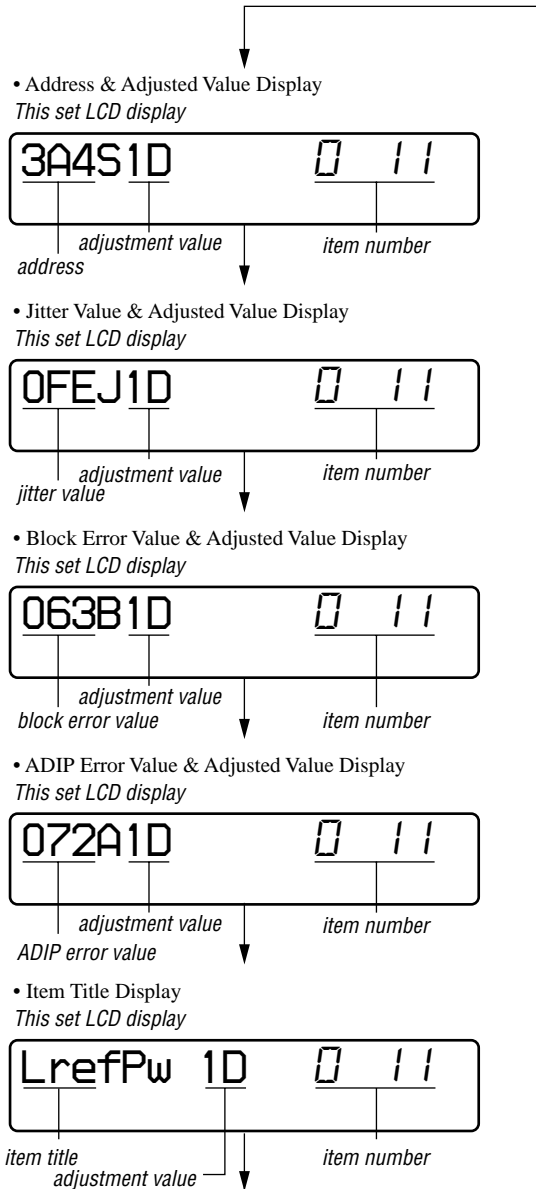 • Address & Adjusted Value Display
This set LCD display
3A4S1D 0 11
adjustment value item number
address
• Jitter Value & Adjusted Value Display
This set LCD display
0FEJ1D 0 11
adjustment value item number
jitter value
• Block Error Value & Adjusted Value Display
This set LCD display
063B1D 0 11
adjustment value
block error value item number
• ADIP Error Value & Adjusted Value Display
This set LCD display
072A1D 0 11
adjustment value item number
ADIP error value
• Item Title Display
This set LCD display
LrefPw 1D 0 11
item title item number
adjustment value